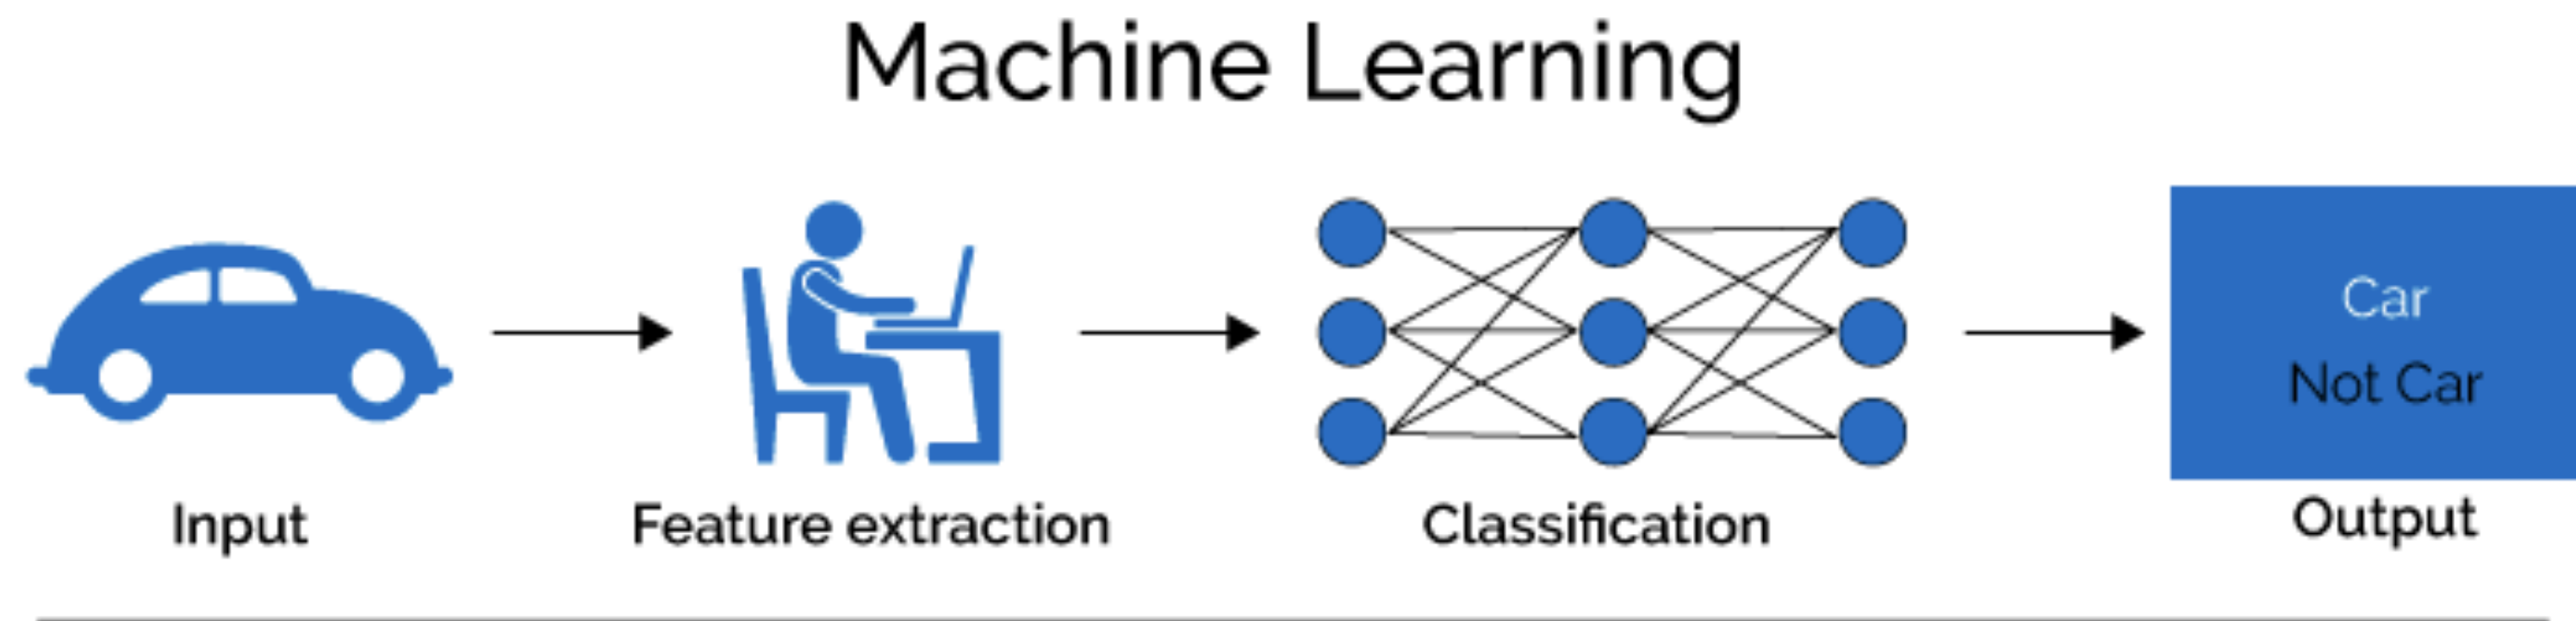 Machine Learning
Car
Not Car
Input
Feature extraction
Classification
Output